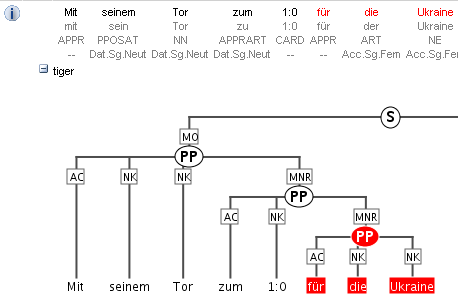 Mit seinem Tor zum 1:0 für die Ukraine
mit sein Tor zu 1:0 für der Ukraine
APPR PPOSAT NN APPRART CARD APPR ART NE
-- Dat.Sg.Neut Dat.Sg.Neut Dat.Sg.Neut -- -- Acc.Sg.Fem Acc.Sg.Fem
tiger
S
MO
PP
AC NK NK MNR
PP
AC NK MNR
PP
AC NK NK
Mit seinem Tor zum 1:0 für die Ukraine